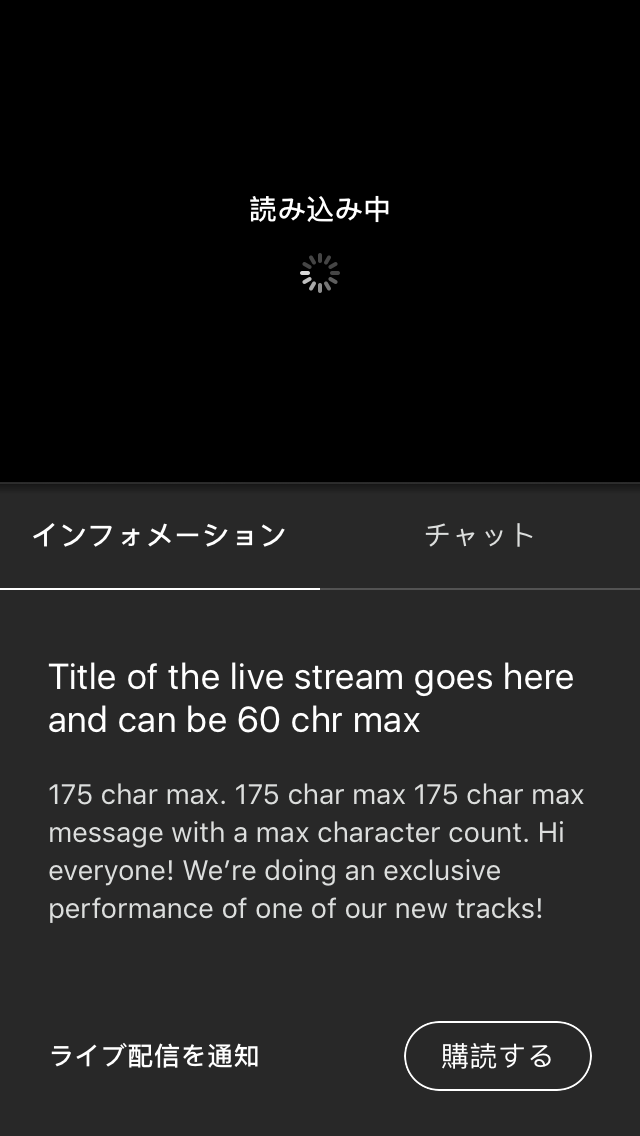 読み込み中
インフォメーション
チャット
Title of the live stream goes here
and can be 60 chr max
175 char max. 175 char max 175 char max
message with a max character count. Hi
everyone! We’re doing an exclusive
performance of one of our new tracks!
ライブ配信を通知
購読する